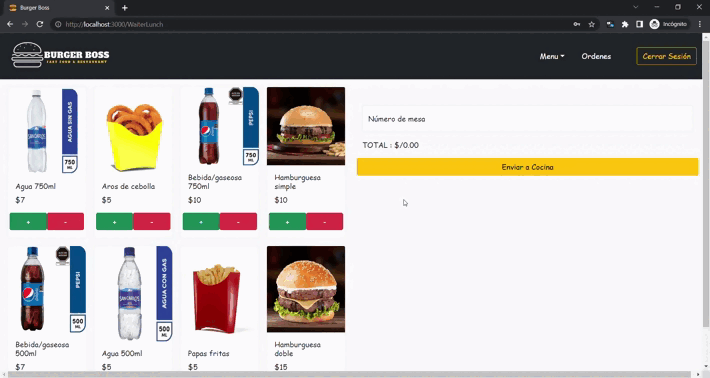 Burger Boss
http://localhost:3000/WaiterLunch
Incógnito
BURGER BOSS
FAST FOOD & RESTAURANT
Menu
Ordenes
Cerrar Sesión
AGUA SIN GAS
750
ML
Agua 750ml
$7
+ -
Aros de cebolla
$5
+ -
PEPSI
750
ML
Bebida/gaseosa
750ml
$10
+ -
Hamburguesa
simple
$10
+ -
Número de mesa
TOTAL : $/0.00
Enviar a Cocina
PEPSI
500
ML
Bebida/gaseosa
500ml
$7
AGUA CON GAS
500
ML
Agua 500ml
$5
Papas fritas
$5
Hamburguesa
doble
$15